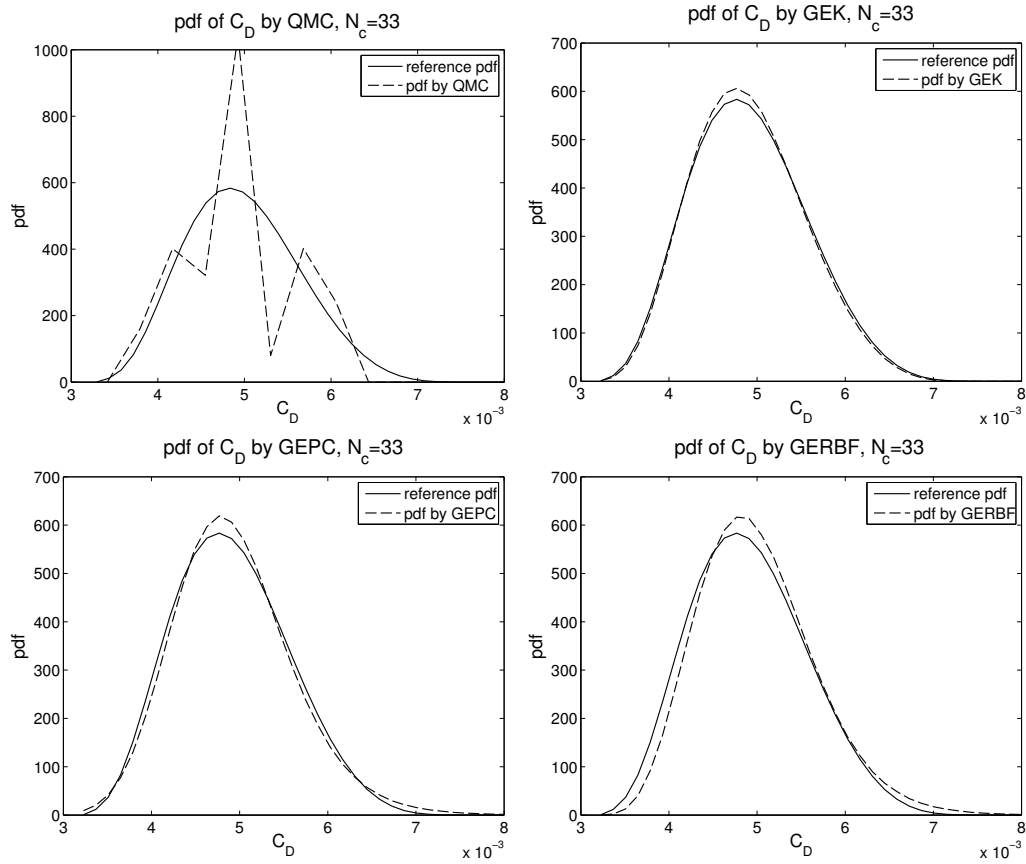 pdf of C_D by QMC, N_c=33
1000
800
600
400
200
0
pdf
reference pdf
pdf by QMC
3 4 5 6 7 8
C_D
x 10^-3
pdf of C_D by GEK, N_c=33
700
600
500
400
300
200
100
0
pdf
reference pdf
pdf by GEK
3 4 5 6 7 8
C_D
x 10^-3
pdf of C_D by GEPC, N_c=33
700
600
500
400
300
200
100
0
pdf
reference pdf
pdf by GEPC
3 4 5 6 7 8
C_D
x 10^-3
pdf of C_D by GERBF, N_c=33
700
600
500
400
300
200
100
0
pdf
reference pdf
pdf by GERBF
3 4 5 6 7 8
C_D
x 10^-3